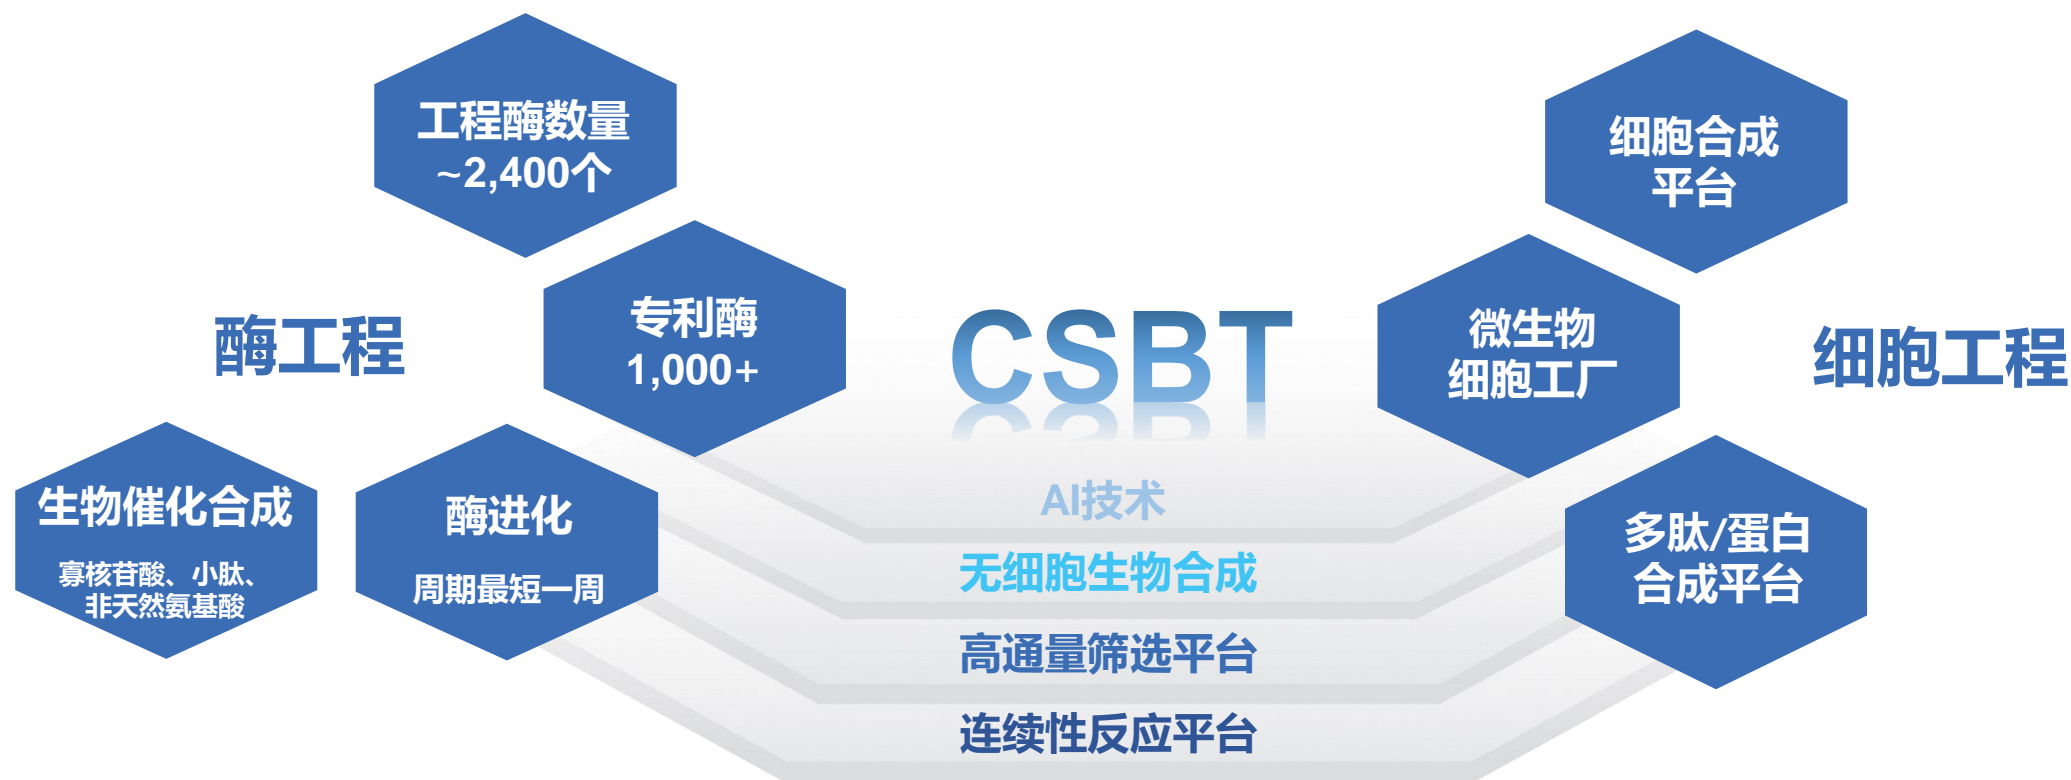 工程酶数量
~2,400个
专利酶
1,000+
酶工程
生物催化合成
寡核苷酸、小肽、
非天然氨基酸
酶进化
周期最短一周
CSBT
AI技术
无细胞生物合成
高通量筛选平台
连续性反应平台
细胞合成
平台
微生物
细胞工厂
细胞工程
多肽/蛋白
合成平台